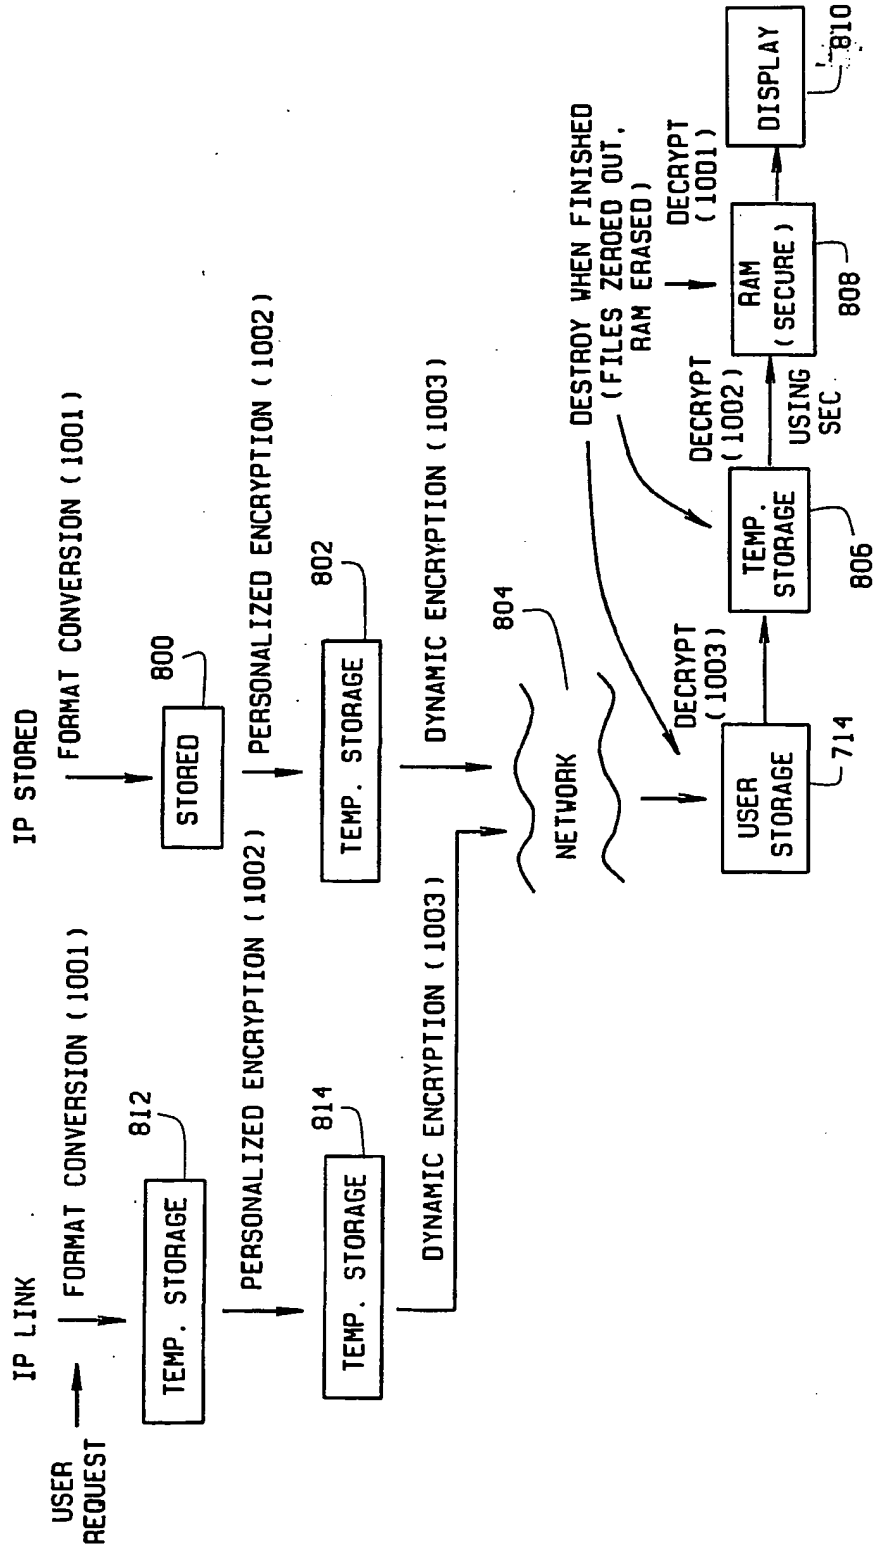 USER
REQUEST
IP LINK
FORMAT CONVERSION (1001)
TEMP. STORAGE
812
PERSONALIZED ENCRYPTION (1002)
TEMP. STORAGE
814
DYNAMIC ENCRYPTION (1003)
IP STORED
FORMAT CONVERSION (1001)
STORED
800
PERSONALIZED ENCRYPTION (1002)
TEMP. STORAGE
802
DYNAMIC ENCRYPTION (1003)
NETWORK
804
DESTROY WHEN FINISHED
(FILES ZEROED OUT,
RAM ERASED)
USER
STORAGE
714
DECRYPT
(1003)
TEMP.
STORAGE
806
DECRYPT
(1002)
USING
SEC
RAM
(SECURE)
808
DECRYPT
(1001)
DISPLAY
810